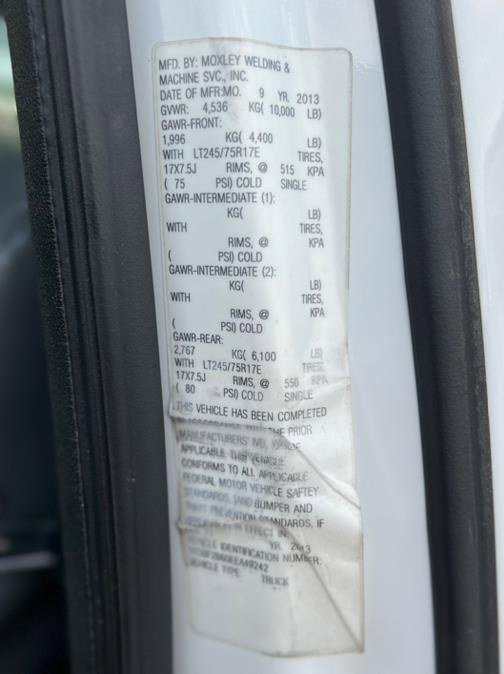 MFD. BY: MOXLEY WELDING &
MACHINE SVC., INC.
DATE OF MFR:MO. 9 YR. 2013
GVWR: 4,536 KG( 10,000 LB)
GAWR-FRONT:
1,996 KG( 4,400 LB)
WITH LT245/75R17E TIRES,
17X7.5J RIMS, @ 515 KPA
( 75 PSI) COLD SINGLE
GAWR-INTERMEDIATE (1):
KG( LB)
WITH TIRES,
RIMS, @ KPA
( PSI) COLD
GAWR-INTERMEDIATE (2):
KG( LB)
WITH TIRES,
RIMS, @ KPA
( PSI) COLD
GAWR-REAR:
2,767 KG( 6,100 LB)
WITH LT245/75R17E TIRES,
17X7.5J RIMS, @ 550 KPA
( 80 PSI) COLD SINGLE
THIS VEHICLE HAS BEEN COMPLETED
THE PRIOR
MANUFACTURERS'
APPLICABLE. THIS VEHICLE
CONFORMS TO ALL APPLICABLE
FEDERAL MOTOR VEHICLE SAFTEY
STANDARDS, BUMPER AND
PREVENTION STANDARDS, IF
EFFECT IN
YR. 2013
VEHICLE IDENTIFICATION NUMBER:
VEHICLE TYPE: TRUCK